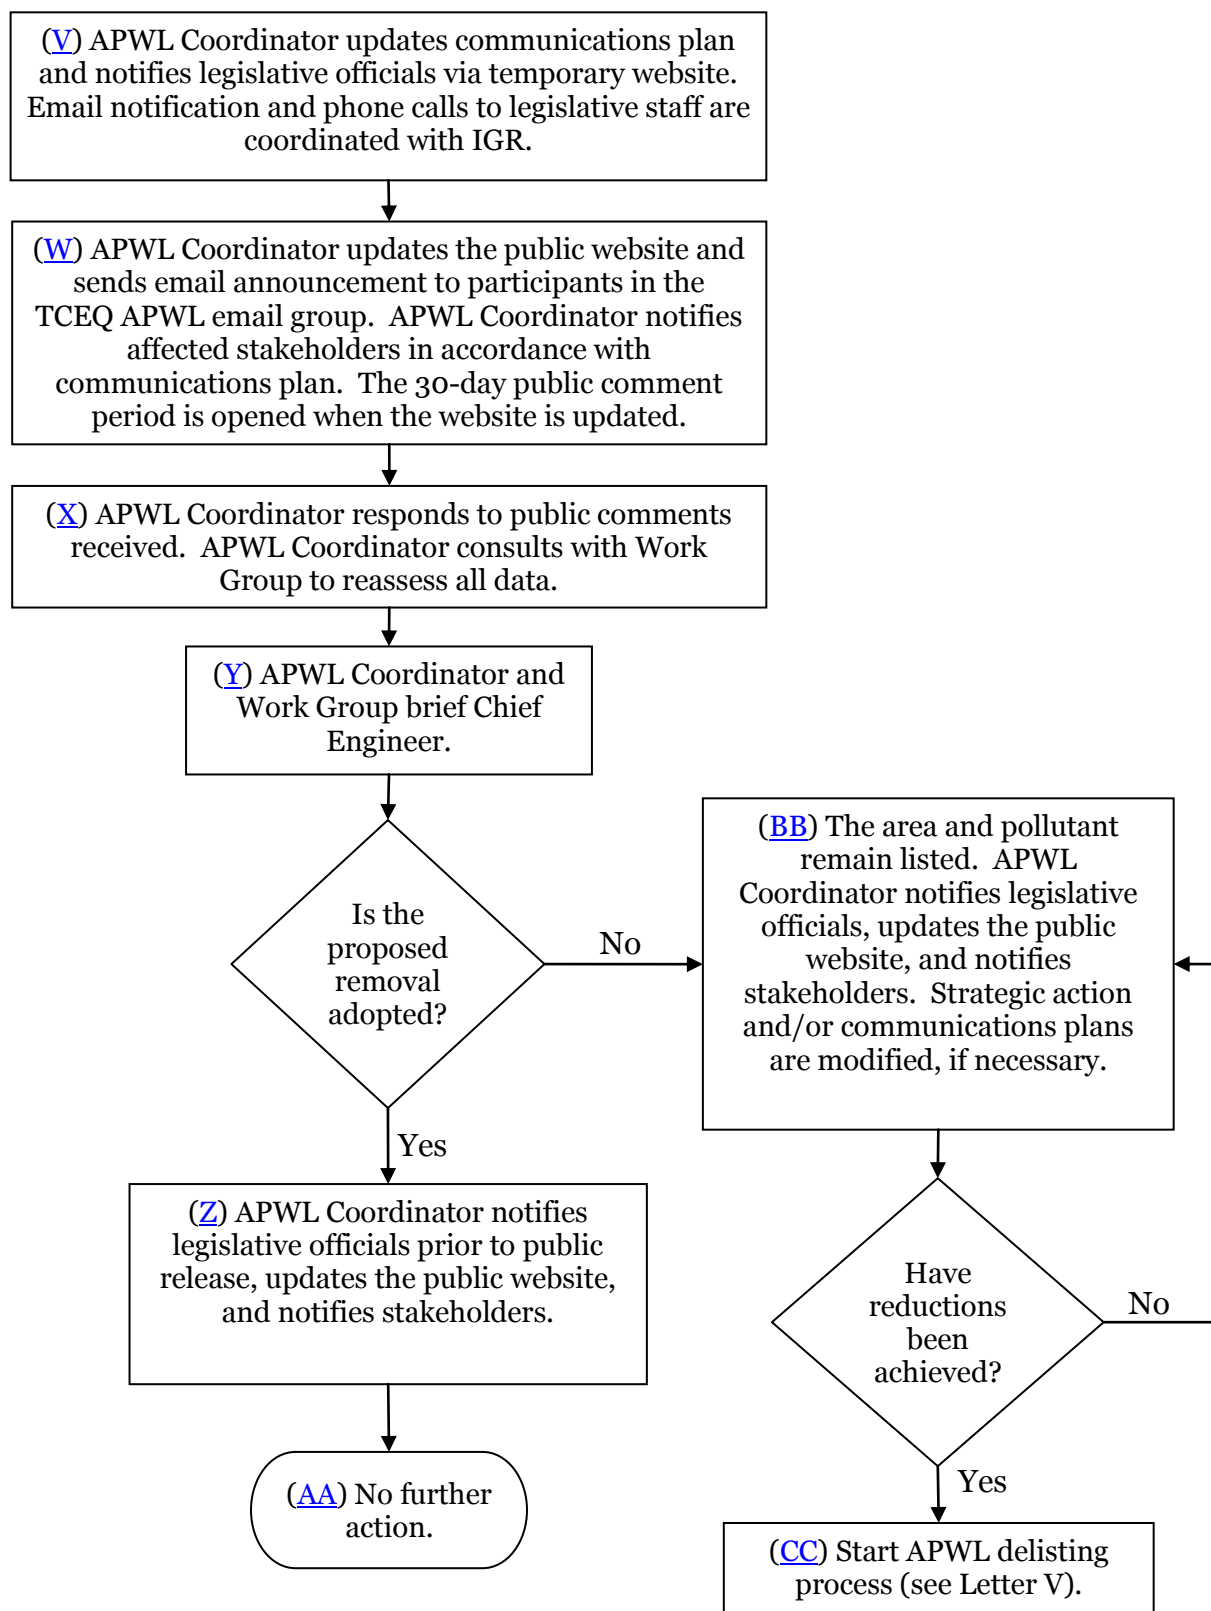 (V) APWL Coordinator updates communications plan
and notifies legislative officials via temporary website.
Email notification and phone calls to legislative staff are
coordinated with IGR.
(W) APWL Coordinator updates the public website and
sends email announcement to participants in the
TCEQ APWL email group.  APWL Coordinator notifies
affected stakeholders in accordance with
communications plan.  The 30-day public comment
period is opened when the website is updated.
(X) APWL Coordinator responds to public comments
received.  APWL Coordinator consults with Work
Group to reassess all data.
(Y) APWL Coordinator and
Work Group brief Chief
Engineer.
Is the
proposed
removal
adopted?
No
Yes
(Z) APWL Coordinator notifies
legislative officials prior to public
release, updates the public website,
and notifies stakeholders.
(AA) No further
action.
(BB) The area and pollutant
remain listed.  APWL
Coordinator notifies legislative
officials, updates the public
website, and notifies
stakeholders.  Strategic action
and/or communications plans
are modified, if necessary.
Have
reductions
been
achieved?
No
Yes
(CC) Start APWL delisting
process (see Letter V).